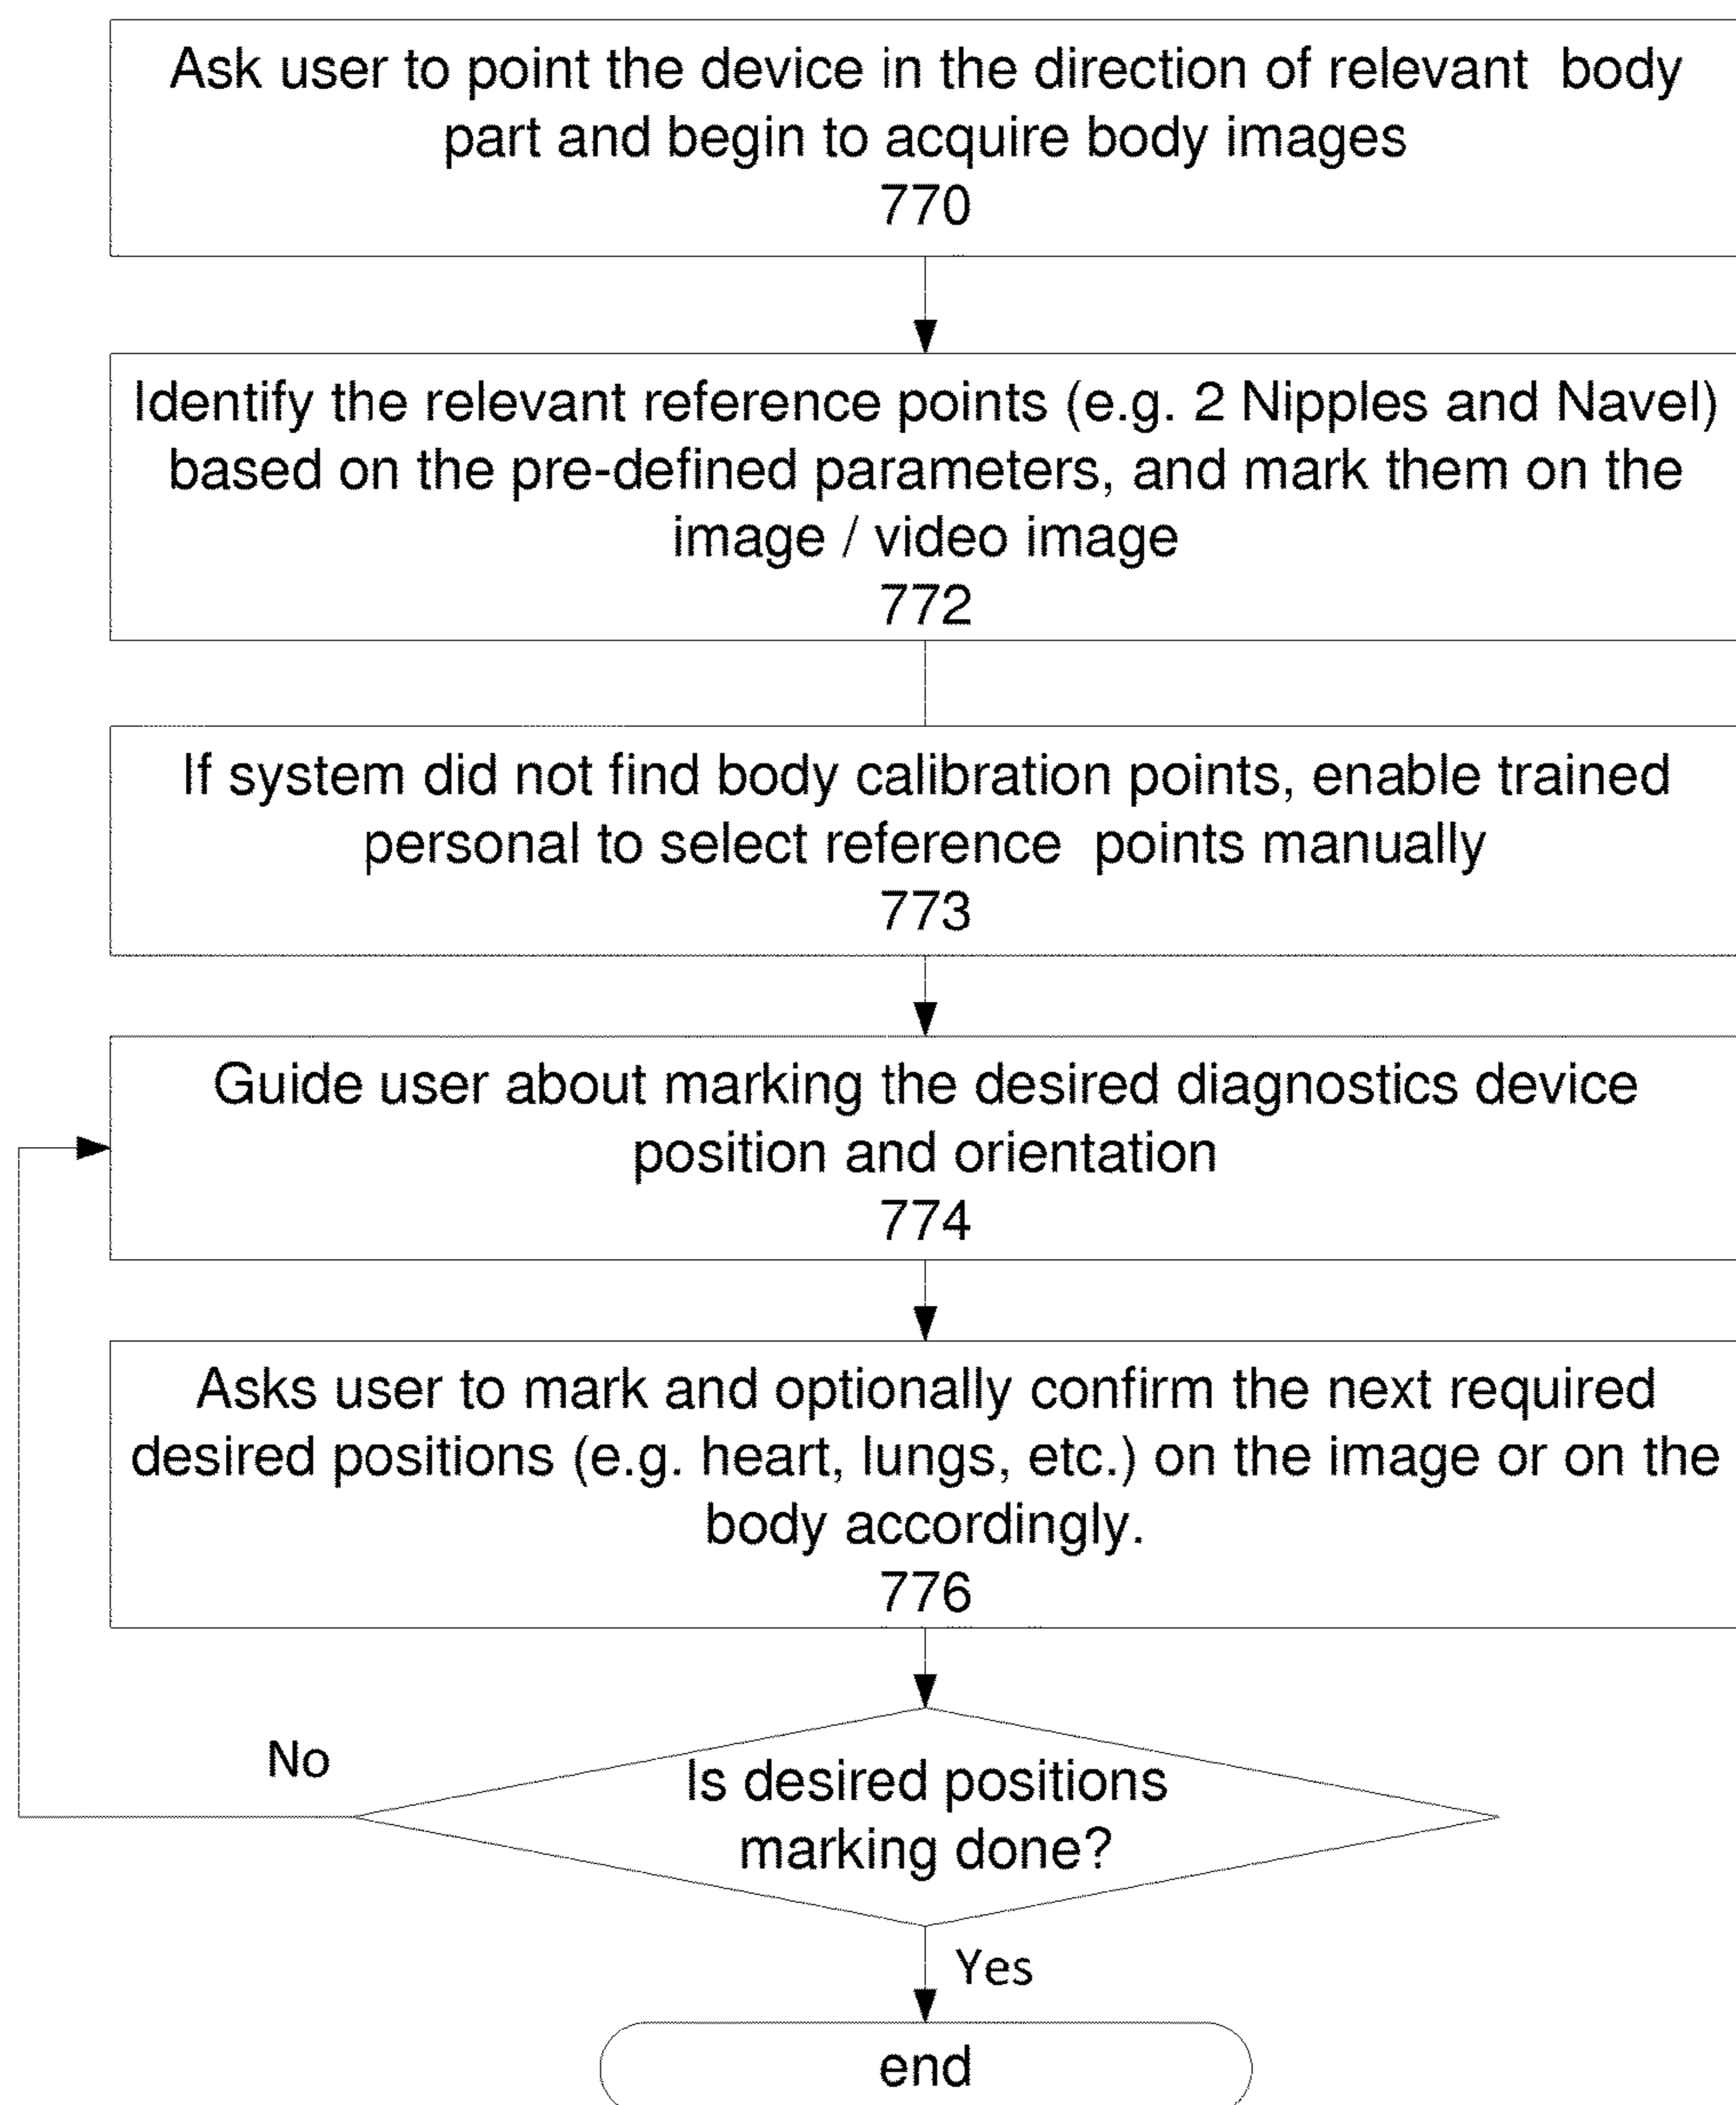 Ask user to point the device in the direction of relevant body
part and begin to acquire body images
770
Identify the relevant reference points (e.g. 2 Nipples and Navel)
based on the pre-defined parameters, and mark them on the
image / video image
772
If system did not find body calibration points, enable trained
personal to select reference points manually
773
Guide user about marking the desired diagnostics device
position and orientation
774
Asks user to mark and optionally confirm the next required
desired positions (e.g. heart, lungs, etc.) on the image or on the
body accordingly.
776
No
Is desired positions
marking done?
Yes
end